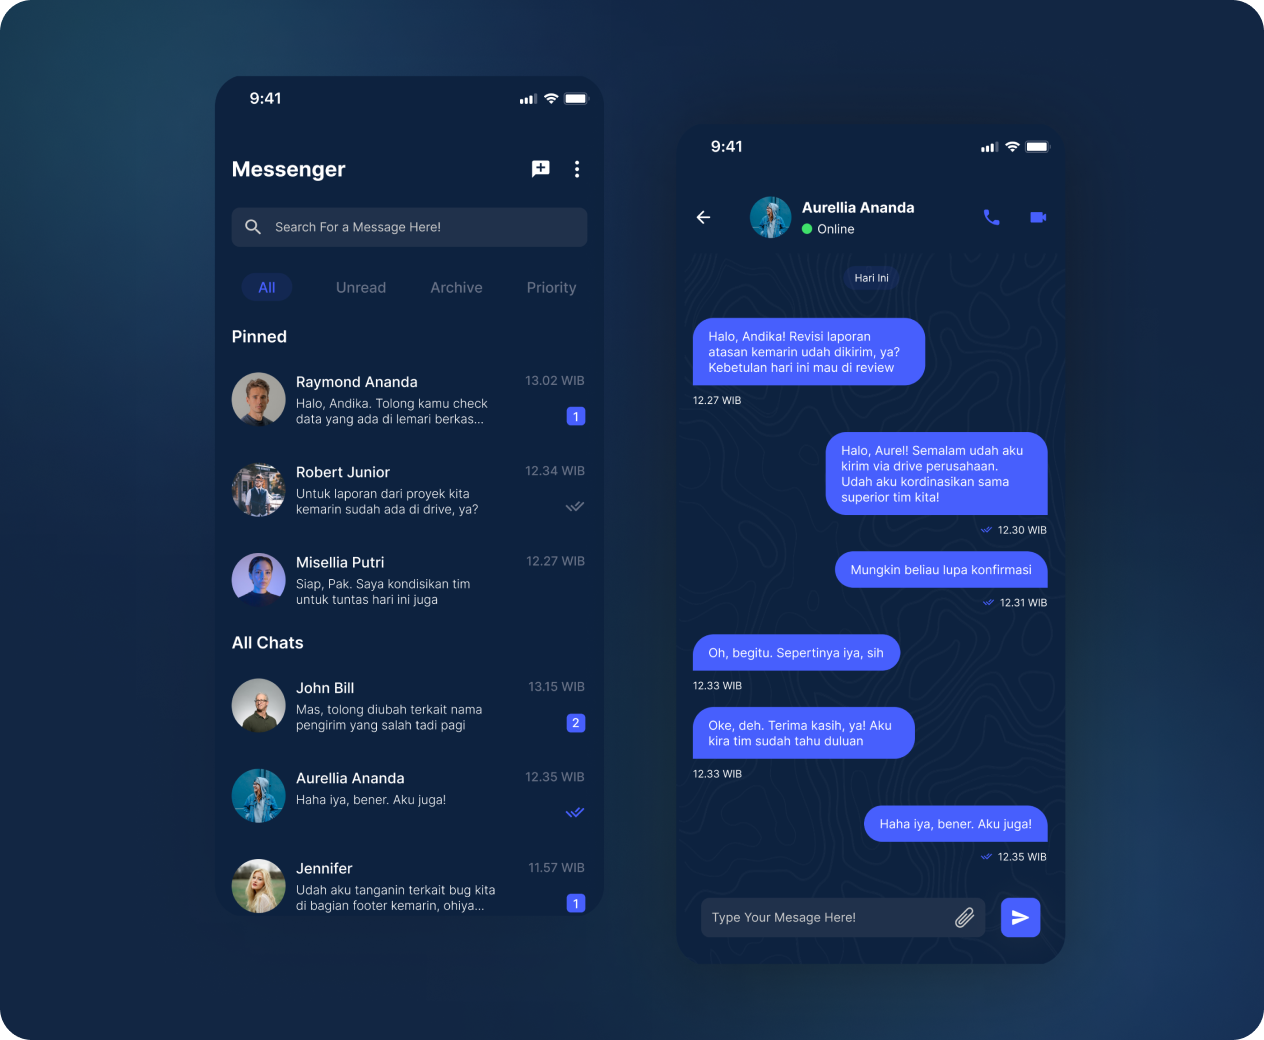 9:41
Messenger
Search For a Message Here!
All
Unread
Archive
Priority
Pinned
Raymond Ananda
13.02 WIB
Halo, Andika. Tolong kamu check
data yang ada di lemari berkas...
1
Robert Junior
12.34 WIB
Untuk laporan dari proyek kita
kemarin sudah ada di drive, ya?
Misellia Putri
12.27 WIB
Siap, Pak. Saya kondisikan tim
untuk tuntas hari ini juga
All Chats
John Bill
13.15 WIB
Mas, tolong diubah terkait nama
pengirim yang salah tadi pagi
2
Aurellia Ananda
12.35 WIB
Haha iya, bener. Aku juga!
Jennifer
11.57 WIB
Udah aku tanganin terkait bug kita
di bagian footer kemarin, ohiya...
1
9:41
Aurellia Ananda
Online
Hari Ini
Halo, Andika! Revisi laporan
atasan kemarin udah dikirim, ya?
Kebetulan hari ini mau di review
12.27 WIB
Halo, Aurel! Semalam udah aku
kirim via drive perusahaan.
Udah aku kordinasikan sama
superior tim kita!
12.30 WIB
Mungkin beliau lupa konfirmasi
12.31 WIB
Oh, begitu. Sepertinya iya, sih
12.33 WIB
Oke, deh. Terima kasih, ya! Aku
kira tim sudah tahu duluan
12.33 WIB
Haha iya, bener. Aku juga!
12.35 WIB
Type Your Mesage Here!